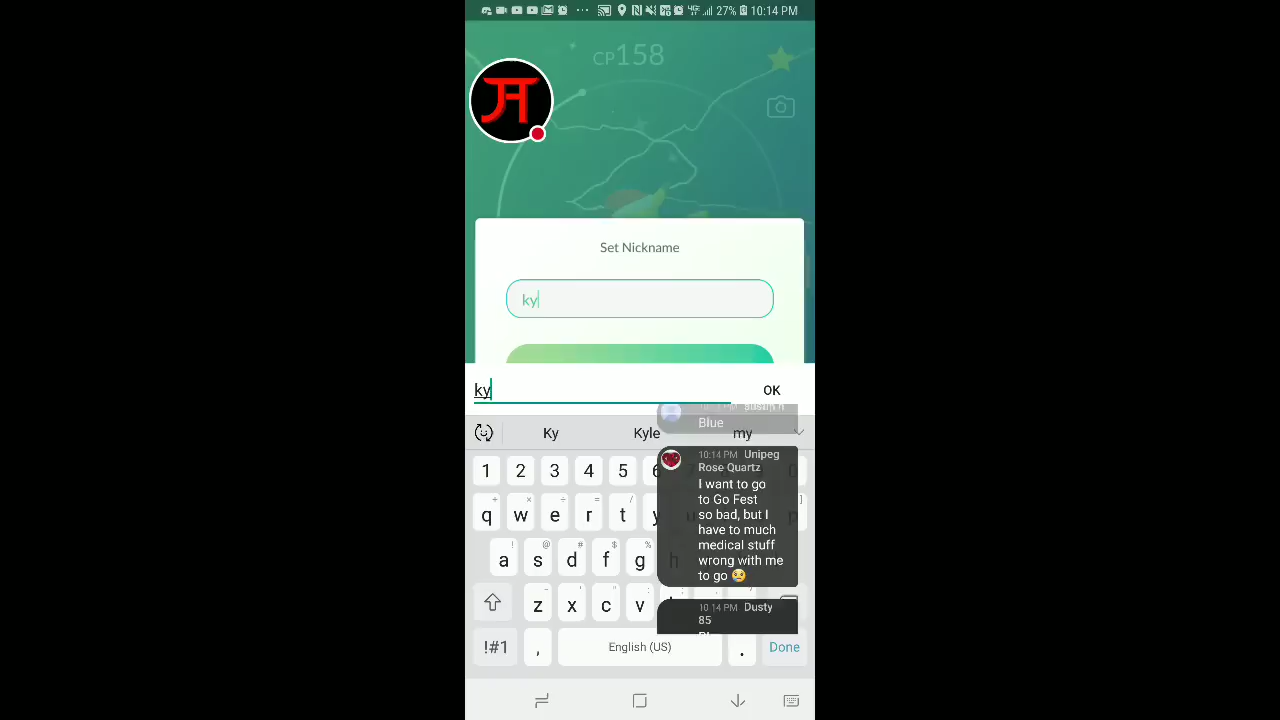 27% 10:14 PM
CP158
Set Nickname
ky
ky
OK
Blue
Ky Kyle my
10:14 PM Unipeg
Rose Quartz
I want to go
to Go Fest
so bad, but I
have to much
medical stuff
wrong with me
to go 😢
10:14 PM Dusty
85
1 2 3 4 5 6
q w e r t y u p
a s d f g h
z x c v
!#1 , English (US) . Done